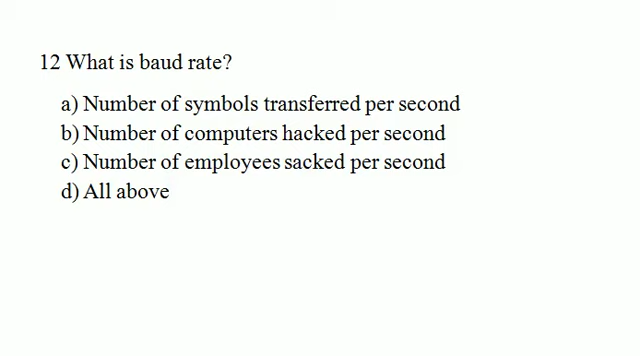 12 What is baud rate?
a) Number of symbols transferred per second
b) Number of computers hacked per second
c) Number of employees sacked per second
d) All above